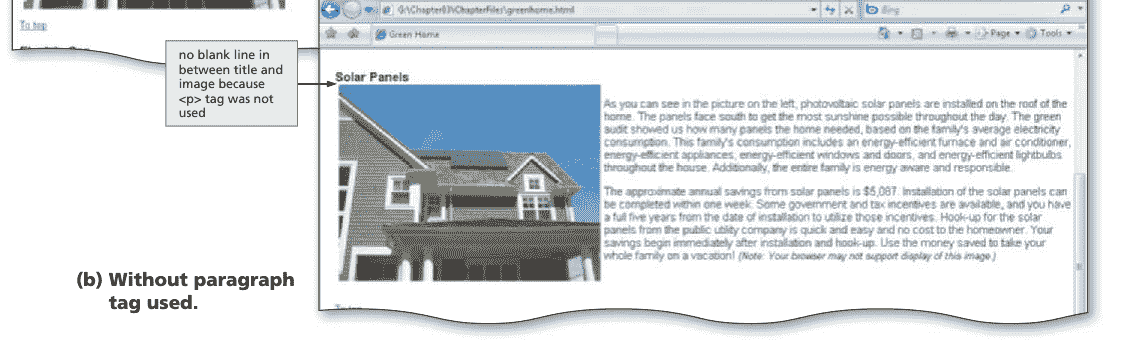 To top
G:\Chapter03\ChapterFiles\greenhome.html
Bing
Green Home
Page
Tools
no blank line in
between title and
image because
<p> tag was not
used
Solar Panels
As you can see in the picture on the left, photovoltaic solar panels are installed on the roof of the
home. The panels face south to get the most sunshine possible throughout the day. The green
audit showed us how many panels the home needed, based on the family's average electricity
consumption. This family's consumption includes an energy-efficient furnace and air conditioner,
energy-efficient appliances, energy-efficient windows and doors, and energy-efficient lightbulbs
throughout the house. Additionally, the entire family is energy aware and responsible.
The approximate annual savings from solar panels is $5,087. Installation of the solar panels can
be completed within one week. Some government and tax incentives are available, and you have
a full five years from the date of installation to utilize those incentives. Hook-up for the solar
panels from the public utility company is quick and easy and no cost to the homeowner. Your
savings begin immediately after installation and hook-up. Use the money saved to take your
whole family on a vacation! (Note: Your browser may not support display of this image.)
(b) Without paragraph
tag used.